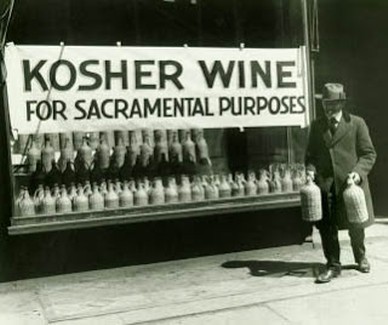 KOSHER WINE
FOR SACRAMENTAL PURPOSES